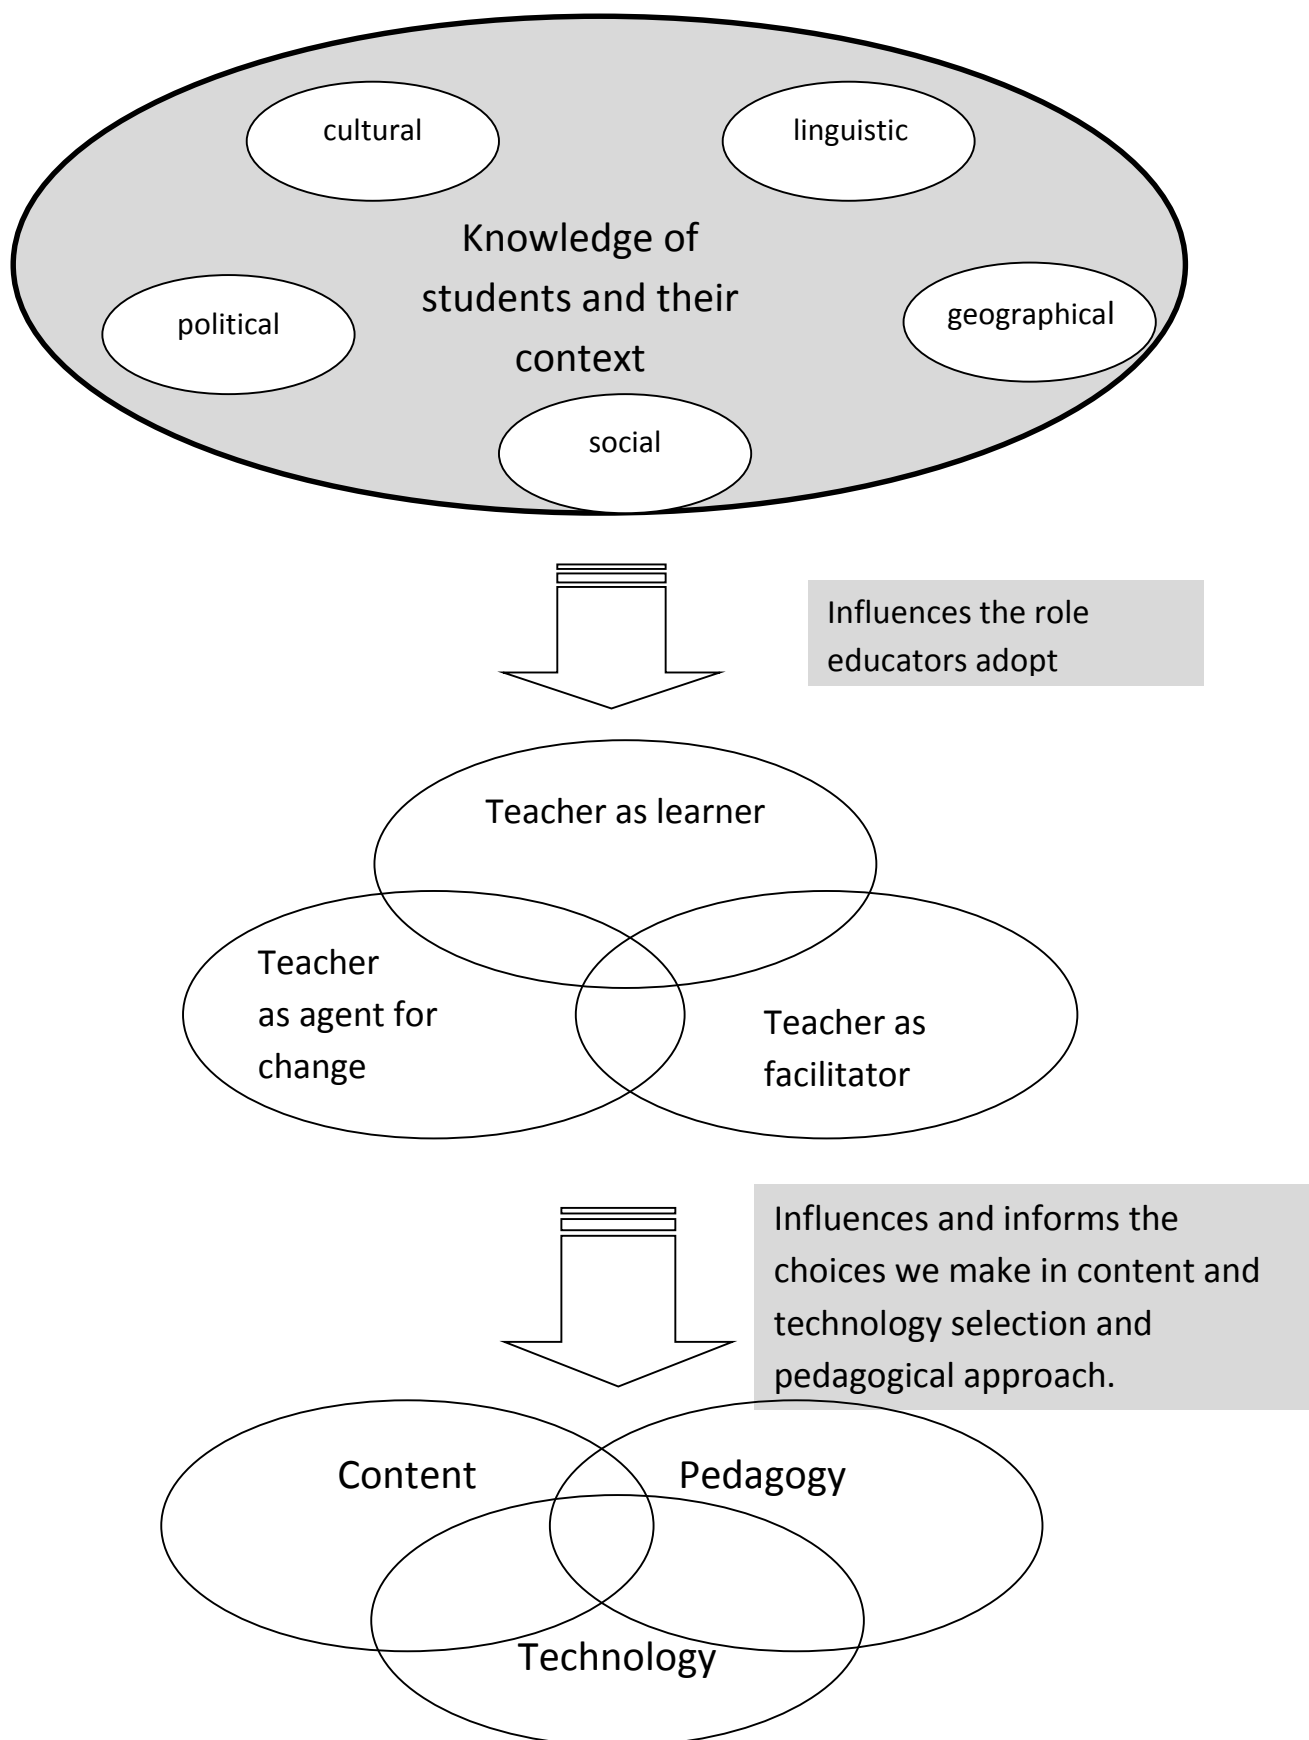 cultural
linguistic
Knowledge of
students and their
context
political
geographical
social
Influences the role
educators adopt
Teacher as learner
Teacher
as agent for
change
Teacher as
facilitator
Influences and informs the
choices we make in content and
technology selection and
pedagogical approach.
Content
Pedagogy
Technology